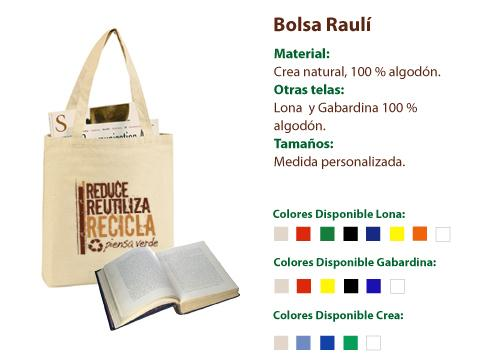 Bolsa Raulí
Material:
Crea natural, 100 % algodón.
Otras telas:
Lona y Gabardina 100 %
algodón.
Tamaños:
Medida personalizada.
Colores Disponible Lona:
Colores Disponible Gabardina:
Colores Disponible Crea:
S
REDUCE
REUTILIZA
RECICLA
piensa verde